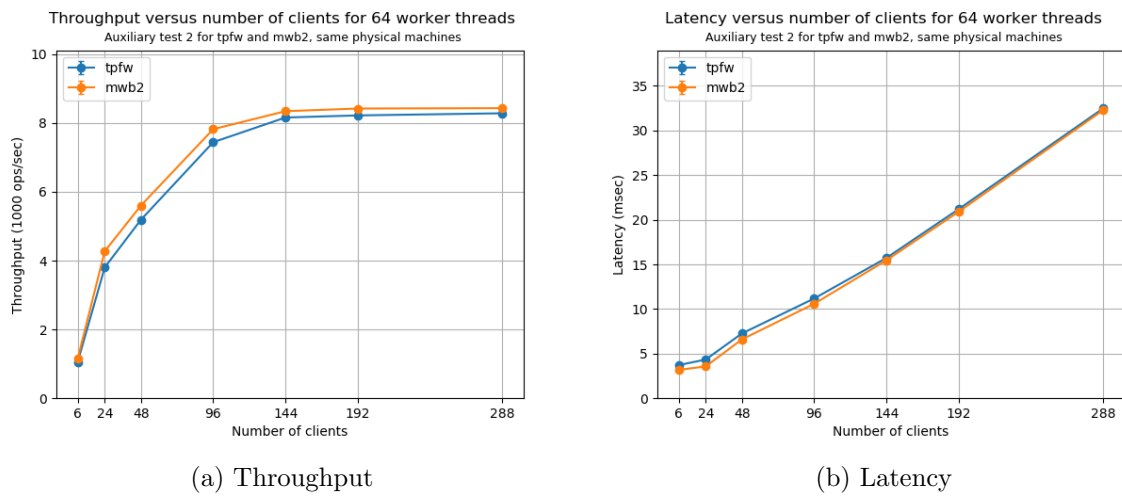 Throughput versus number of clients for 64 worker threads
Auxiliary test 2 for tpfw and mwb2, same physical machines
10
8
6
4
2
0
Throughput (1000 ops/sec)
tpfw
mwb2
6 24 48 96 144 192 288
Number of clients
(a) Throughput
Latency versus number of clients for 64 worker threads
Auxiliary test 2 for tpfw and mwb2, same physical machines
35
30
25
20
15
10
5
0
Latency (msec)
tpfw
mwb2
6 24 48 96 144 192 288
Number of clients
(b) Latency